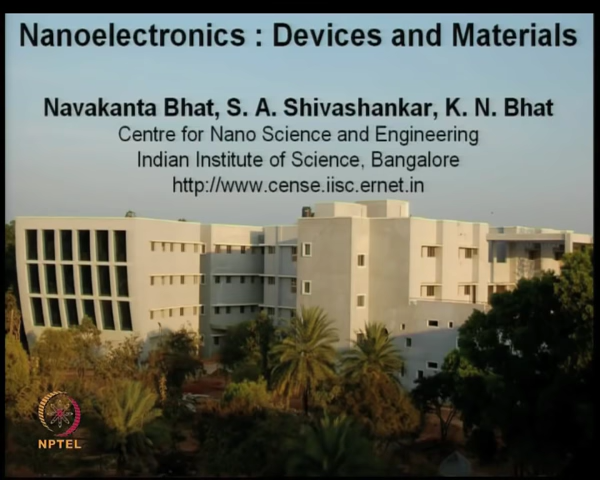 Nanoelectronics : Devices and Materials
Navakanta Bhat, S. A. Shivashankar, K. N. Bhat
Centre for Nano Science and Engineering
Indian Institute of Science, Bangalore
http://www.cense.iisc.ernet.in
NPTEL